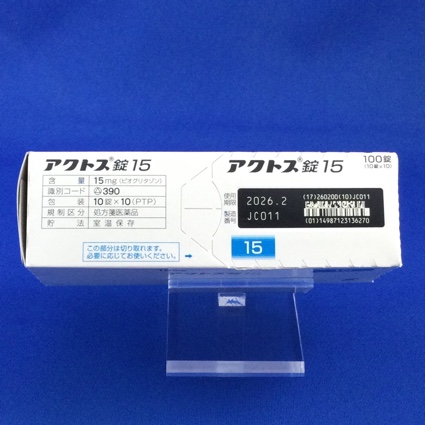 アクトス®錠15
含 量 15mg(ピオグリタゾン)
識別コード 390
包 装 10錠×10(PTP)
規制区分 処方箋医薬品
貯 法 室温保存
この部分は切り取れます。
必要に応じてお使いください。
アクトス®錠15
100錠
(10錠×10)
使用
期限 2026.2
製造
番号 JC011
(17)260200(10)JC011
(01)14987123136270
15